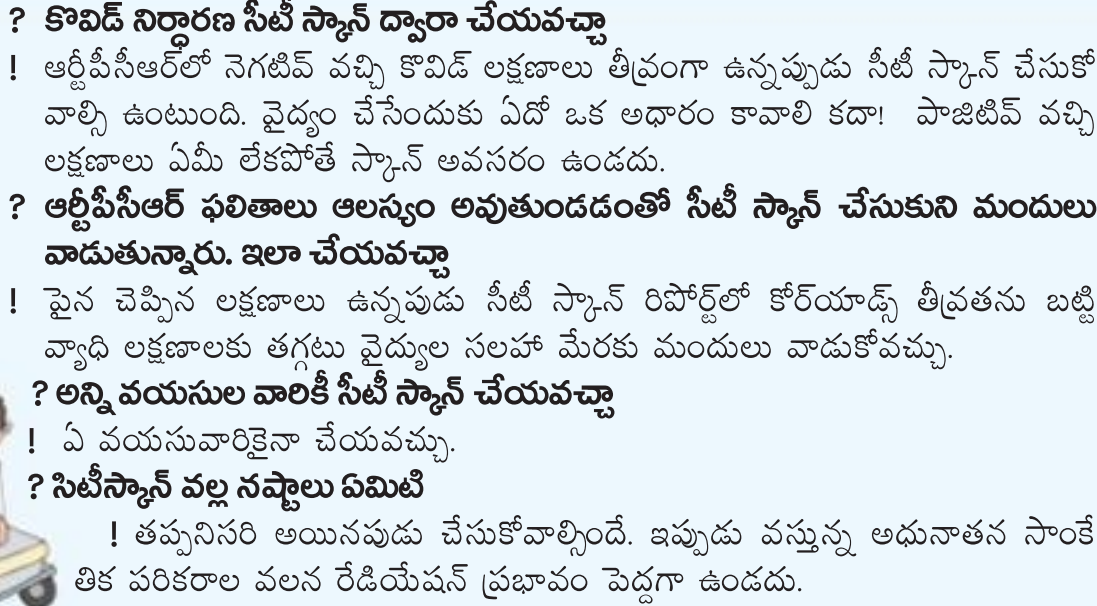 ? కొవిడ్ నిర్ధారణ సీటీ స్కాన్ ద్వారా చేయవచ్చా
! ఆర్టీపీసీఆర్‌లో నెగటివ్ వచ్చి కొవిడ్ లక్షణాలు తీవ్రంగా ఉన్నప్పుడు సీటీ స్కాన్ చేసుకో
వాల్సి ఉంటుంది. వైద్యం చేసేందుకు ఏదో ఒక అధారం కావాలి కదా! పాజిటివ్ వచ్చి
లక్షణాలు ఏమీ లేకపోతే స్కాన్ అవసరం ఉండదు.
? ఆర్టీపీసీఆర్ ఫలితాలు ఆలస్యం అవుతుండడంతో సీటీ స్కాన్ చేసుకుని మందులు
వాడుతున్నారు. ఇలా చేయవచ్చా
! పైన చెప్పిన లక్షణాలు ఉన్నపుడు సీటీ స్కాన్ రిపోర్ట్‌లో కోర్‌యాడ్స్ తీవ్రతను బట్టి
వ్యాధి లక్షణాలకు తగ్గటు వైద్యుల సలహా మేరకు మందులు వాడుకోవచ్చు.
? అన్ని వయసుల వారికీ సీటీ స్కాన్ చేయవచ్చా
! ఏ వయసువారికైనా చేయవచ్చు.
? సిటీస్కాన్ వల్ల నష్టాలు ఏమిటి
! తప్పనిసరి అయినపుడు చేసుకోవాల్సిందే. ఇప్పుడు వస్తున్న అధునాతన సాంకే
తిక పరికరాల వలన రేడియేషన్ ప్రభావం పెద్దగా ఉండదు.